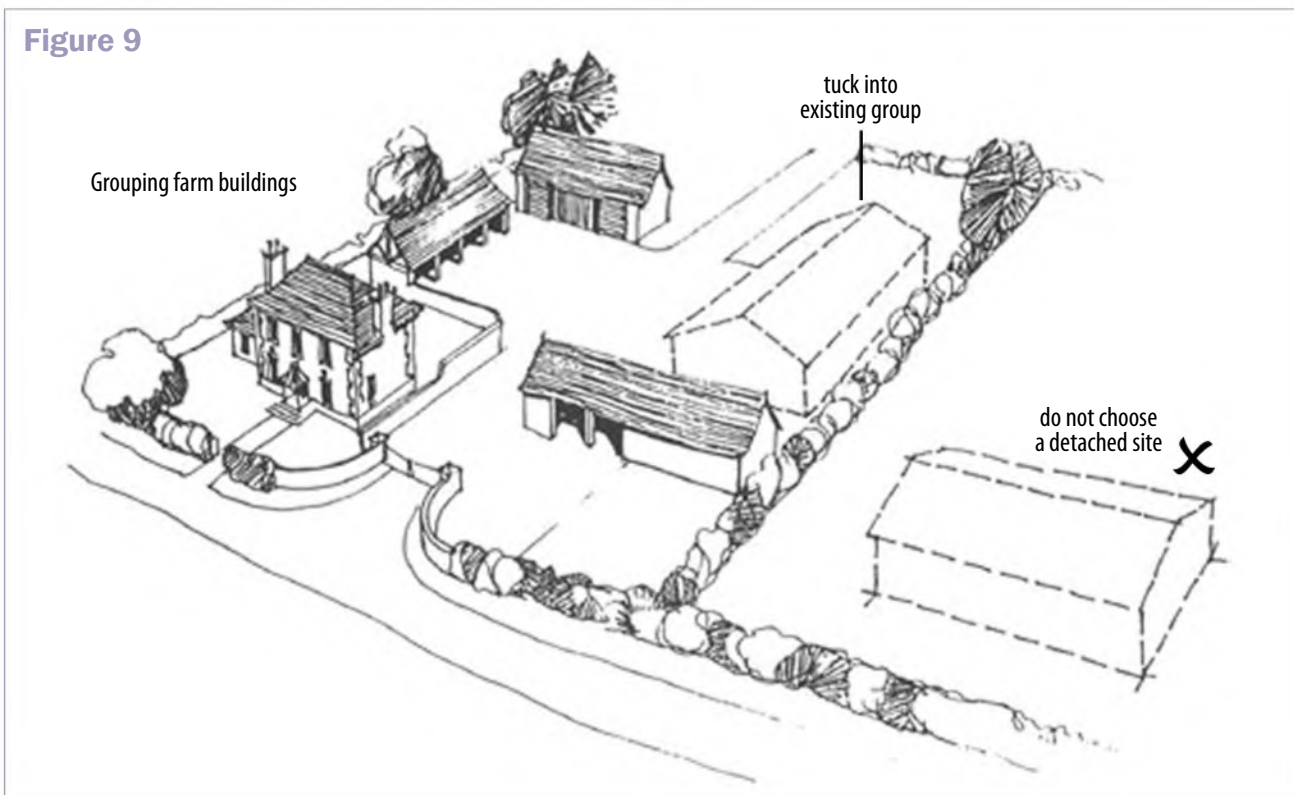 Figure 9
tuck into
existing group
Grouping farm buildings
do not choose
a detached site